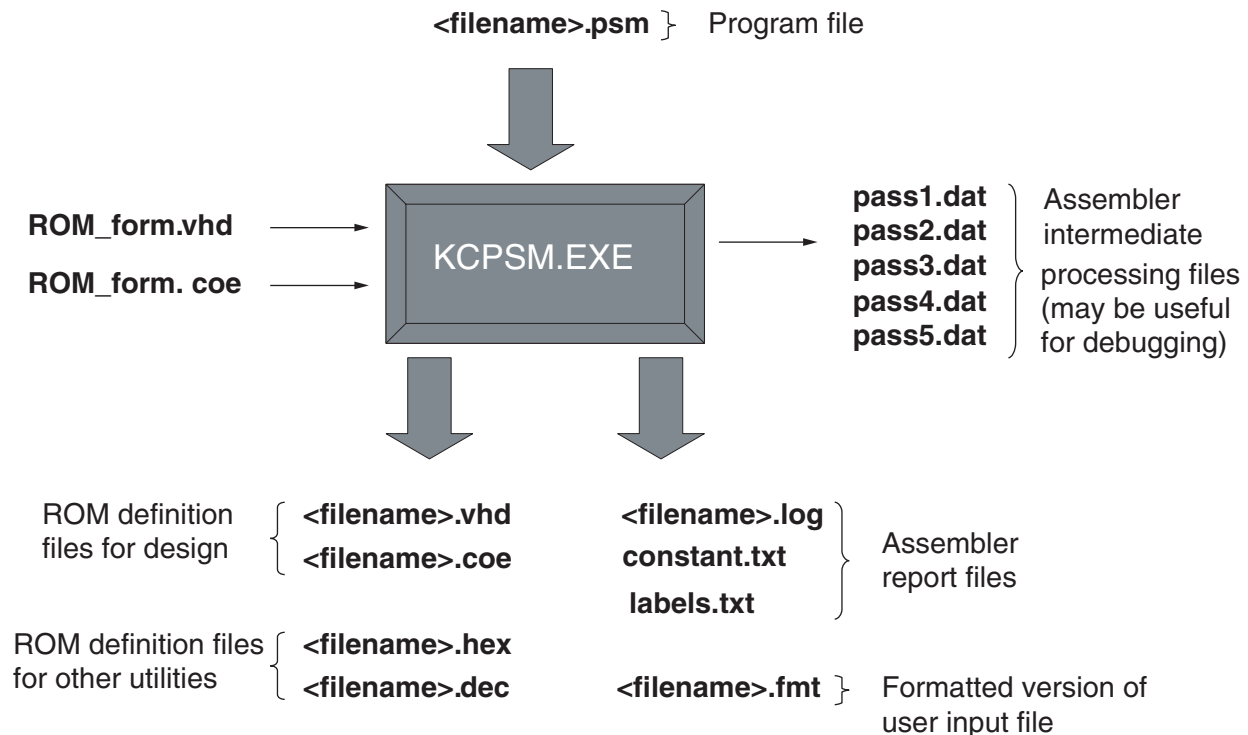 <filename>.psm } Program file
ROM_form.vhd
ROM_form. coe
KCPSM.EXE
pass1.dat
pass2.dat
pass3.dat
pass4.dat
pass5.dat
Assembler
intermediate
processing files
(may be useful
for debugging)
ROM definition
files for design
<filename>.vhd
<filename>.coe
<filename>.log
constant.txt
labels.txt
Assembler
report files
ROM definition files
for other utilities
<filename>.hex
<filename>.dec
<filename>.fmt
Formatted version of
user input file